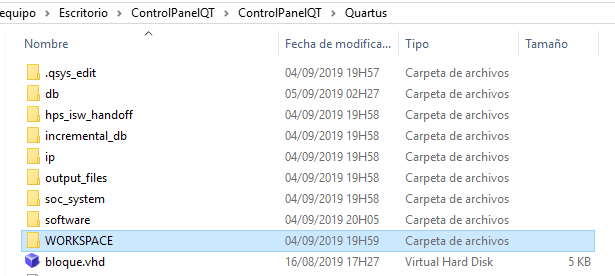 equipo > Escritorio > ControlPanelQT > ControlPanelQT > Quartus
Nombre Fecha de modifica... Tipo Tamaño
.qsys_edit 04/09/2019 19H57 Carpeta de archivos
db 05/09/2019 02H27 Carpeta de archivos
hps_isw_handoff 04/09/2019 19H58 Carpeta de archivos
incremental_db 04/09/2019 19H58 Carpeta de archivos
ip 04/09/2019 19H58 Carpeta de archivos
output_files 04/09/2019 19H58 Carpeta de archivos
soc_system 04/09/2019 19H58 Carpeta de archivos
software 04/09/2019 20H05 Carpeta de archivos
WORKSPACE 04/09/2019 19H59 Carpeta de archivos
bloque.vhd 16/08/2019 17H27 Virtual Hard Disk 5 KB